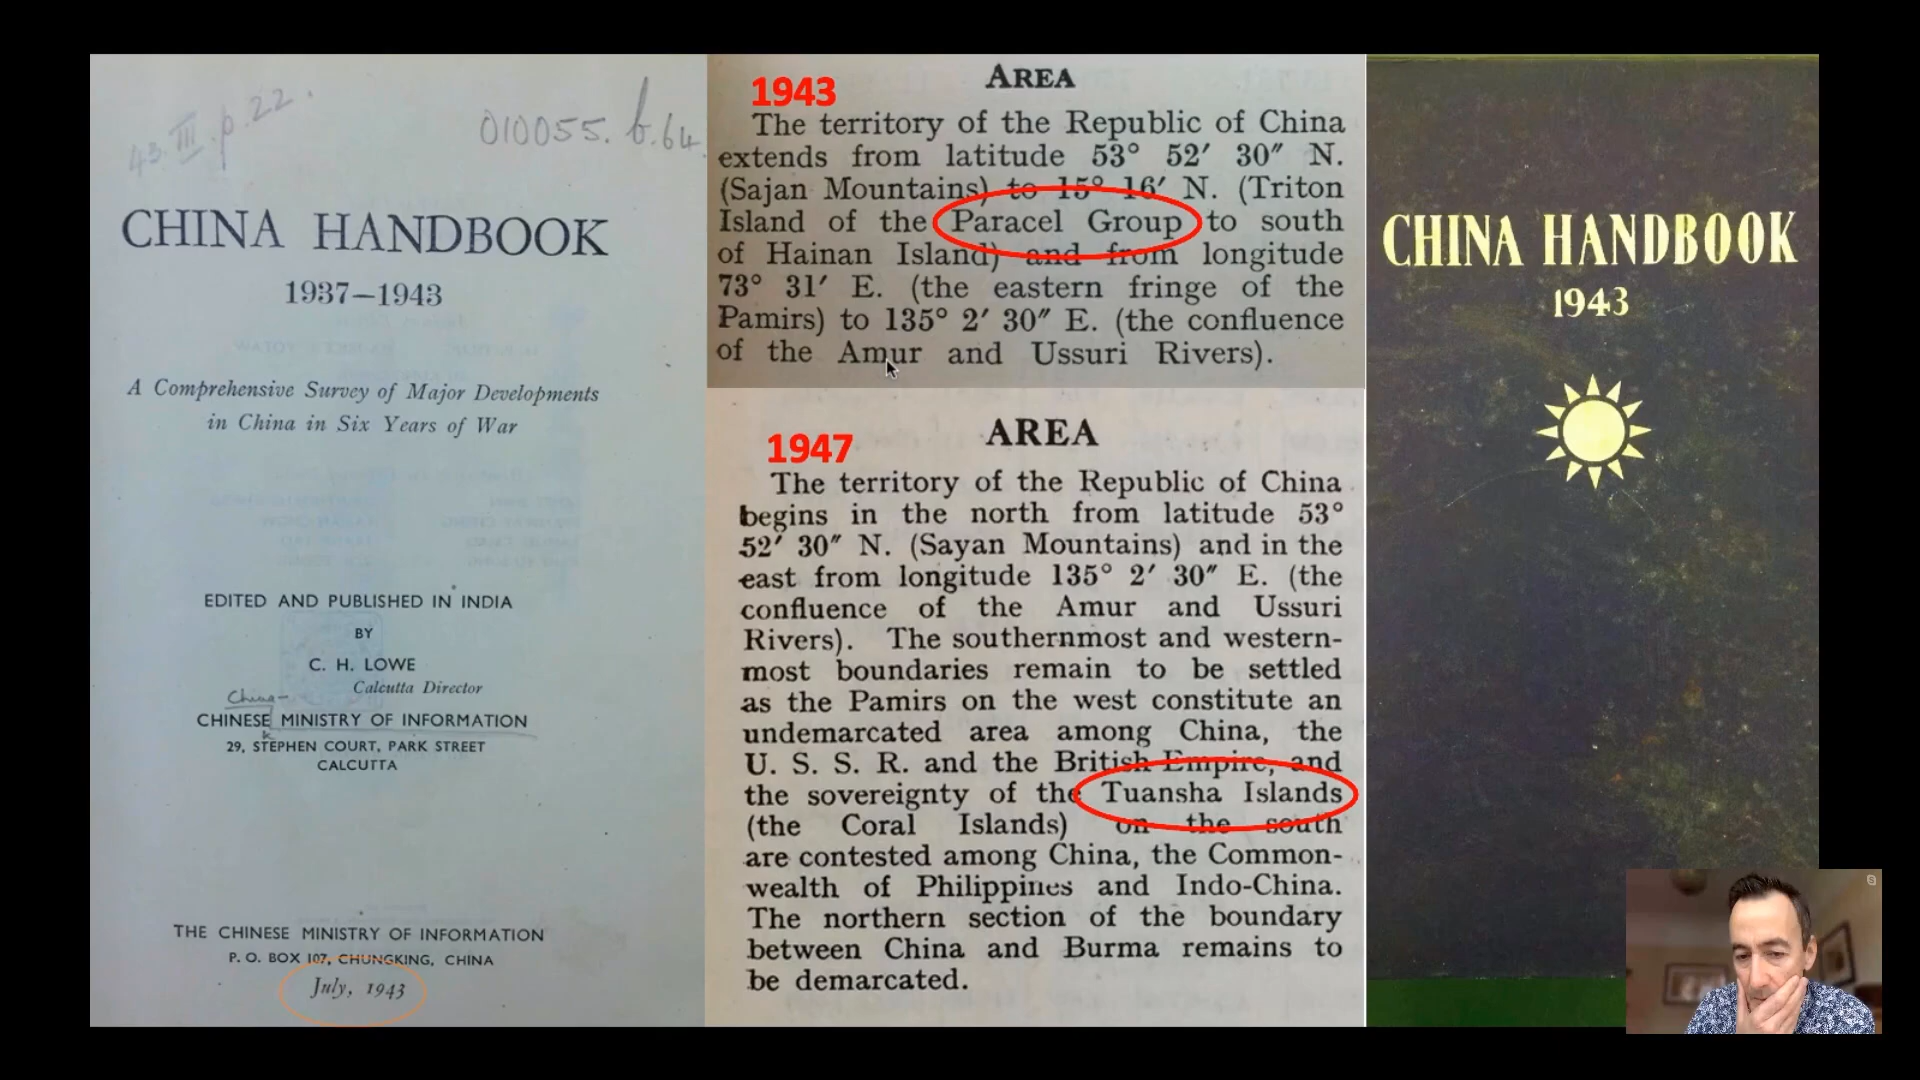 43. III. p. 22.
010055. b. 64.
CHINA HANDBOOK
1937—1943
A Comprehensive Survey of Major Developments
in China in Six Years of War
EDITED AND PUBLISHED IN INDIA
BY
C. H. LOWE
Calcutta Director
China-
CHINESE MINISTRY OF INFORMATION
29, STEPHEN COURT, PARK STREET
CALCUTTA
THE CHINESE MINISTRY OF INFORMATION
P. O. BOX 107, CHUNGKING, CHINA
July, 1943
1943
AREA
The territory of the Republic of China
extends from latitude 53° 52′ 30″ N.
(Sajan Mountains) to 15° 16′ N. (Triton
Island of the Paracel Group to south
of Hainan Island) and from longitude
73° 31′ E. (the eastern fringe of the
Pamirs) to 135° 2′ 30″ E. (the confluence
of the Amur and Ussuri Rivers).
1947
AREA
The territory of the Republic of China
begins in the north from latitude 53°
52′ 30″ N. (Sayan Mountains) and in the
east from longitude 135° 2′ 30″ E. (the
confluence of the Amur and Ussuri
Rivers). The southernmost and western-
most boundaries remain to be settled
as the Pamirs on the west constitute an
undemarcated area among China, the
U. S. S. R. and the British Empire, and
the sovereignty of the Tuansha Islands
(the Coral Islands) on the south
are contested among China, the Common-
wealth of Philippines and Indo-China.
The northern section of the boundary
between China and Burma remains to
be demarcated.
CHINA HANDBOOK
1943